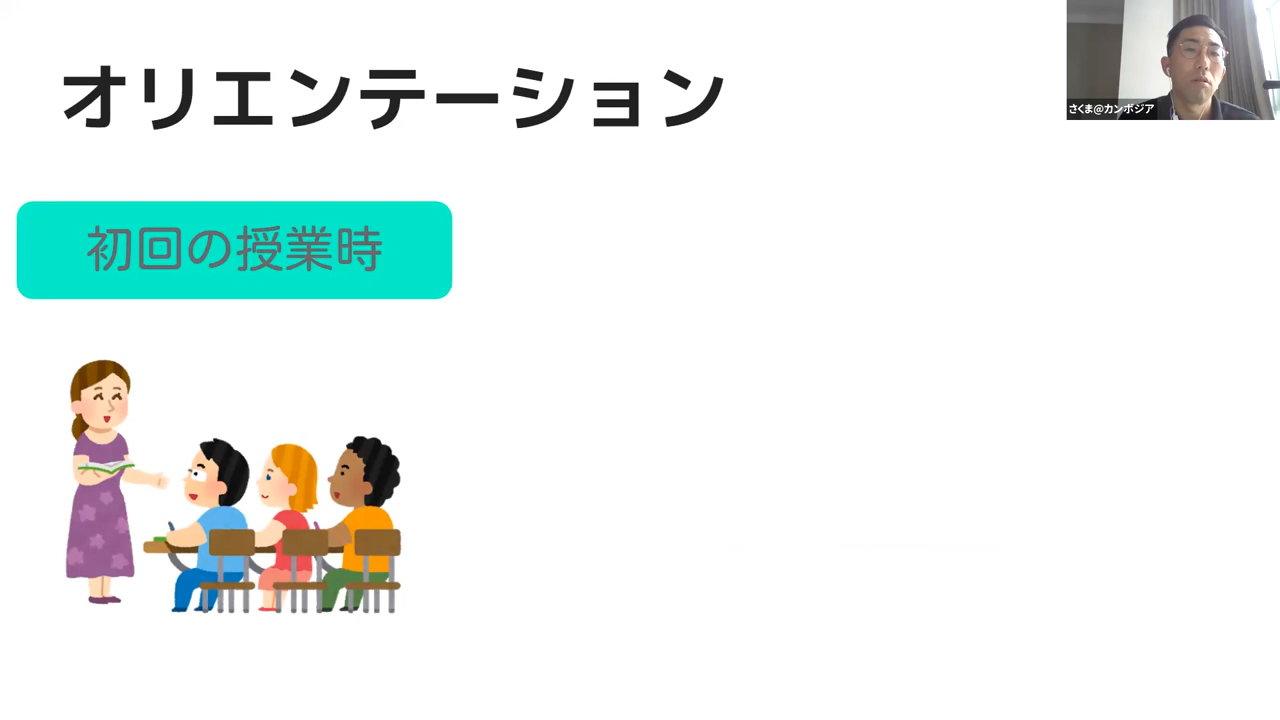 オリエンテーション
さくま@カンボジア
初回の授業時